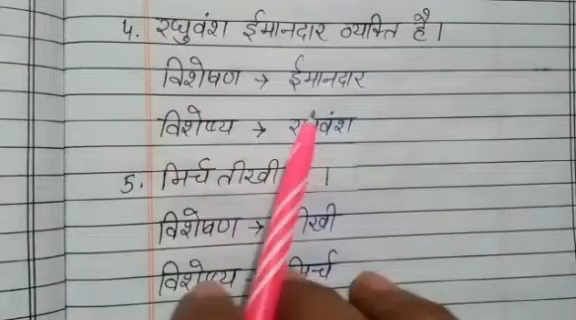 4. रघुवंश ईमानदार व्यक्ति है।
विशेषण → ईमानदार
विशेष्य →
5. मिर्च तीखी ।
विशेषण →
विशेष्य मिर्च